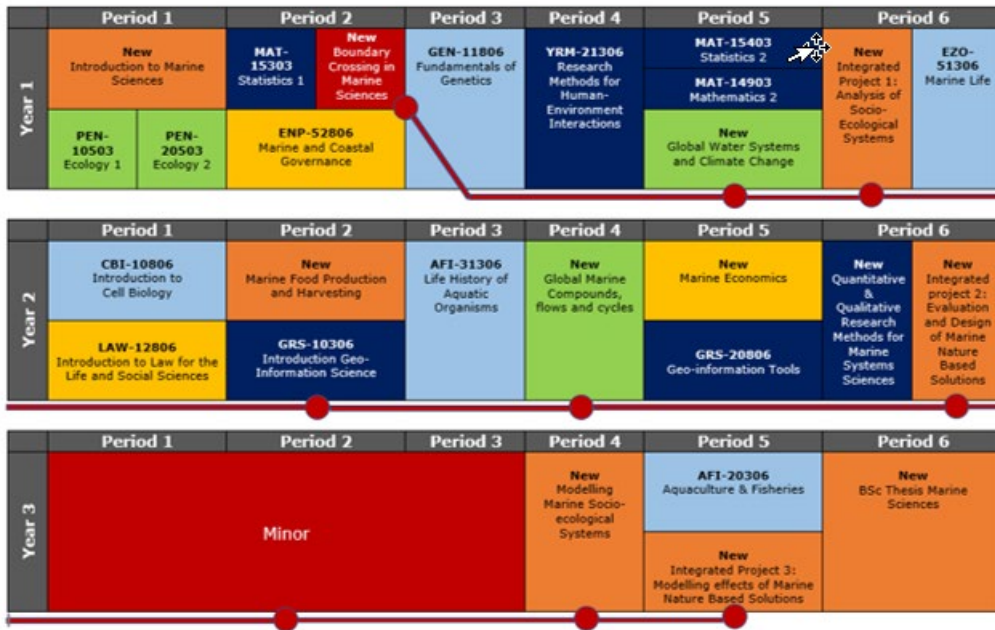 Period 1
Period 2
Period 3
Period 4
Period 5
Period 6
Year 1
New
Introduction to Marine
Sciences
PEN-
10503
Ecology 1
PEN-
20503
Ecology 2
MAT-
15303
Statistics 1
New
Boundary
Crossing in
Marine
Sciences
ENP-52806
Marine and Coastal
Governance
GEN-11806
Fundamentals of
Genetics
YRM-21306
Research
Methods for
Human-
Environment
Interactions
MAT-15403
Statistics 2
MAT-14903
Mathematics 2
New
Global Water Systems
and Climate Change
New
Integrated
Project 1:
Analysis of
Socio-
Ecological
Systems
EZO-
51306
Marine Life
Period 1
Period 2
Period 3
Period 4
Period 5
Period 6
Year 2
CBI-10806
Introduction to
Cell Biology
LAW-12806
Introduction to Law for the
Life and Social Sciences
New
Marine Food Production
and Harvesting
GRS-10306
Introduction Geo-
Information Science
AFI-31306
Life History of
Aquatic
Organisms
New
Global Marine
Compounds,
flows and cycles
New
Marine Economics
GRS-20806
Geo-information Tools
New
Quantitative
&
Qualitative
Research
Methods for
Marine
Systems
Sciences
New
Integrated
project 2:
Evaluation
and Design
of Marine
Nature
Based
Solutions
Period 1
Period 2
Period 3
Period 4
Period 5
Period 6
Year 3
Minor
New
Modelling
Marine Socio-
ecological
Systems
AFI-20306
Aquaculture & Fisheries
New
Integrated Project 3:
Modelling effects of Marine
Nature Based Solutions
New
BSc Thesis Marine
Sciences